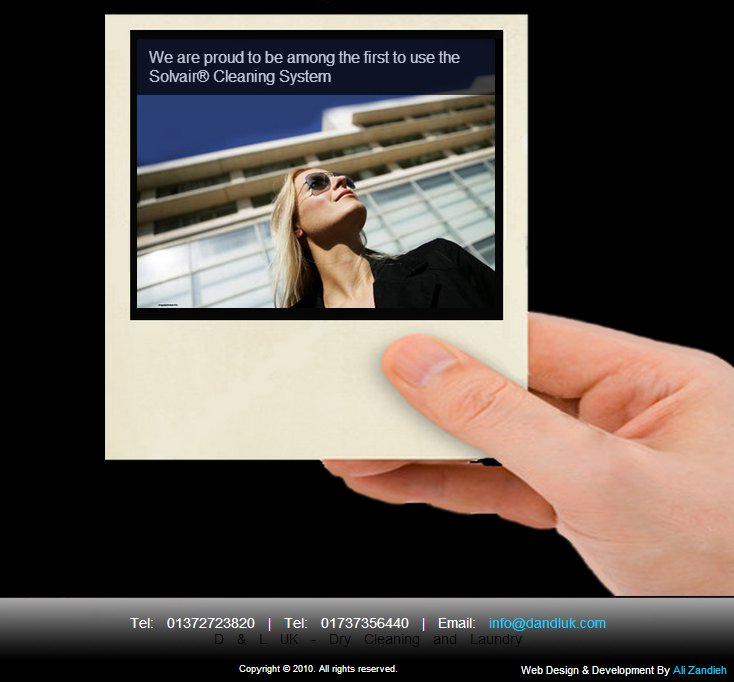 We are proud to be among the first to use the
Solvair® Cleaning System
Tel: 01372723820 | Tel: 01737356440 | Email: info@dandluk.com
D & L UK - Dry Cleaning and Laundry
Copyright © 2010. All rights reserved.
Web Design & Development By Ali Zandieh